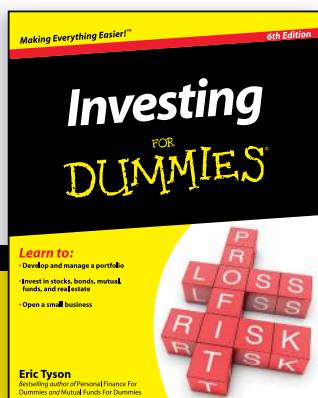 Making Everything Easier!™
6th Edition
Investing
FOR
DUMMIES®
Learn to:
• Develop and manage a portfolio
• Invest in stocks, bonds, mutual,
funds, and real estate
• Open a small business
PROFIT
LOSS
RISK
Eric Tyson
Bestselling author of Personal Finance For
Dummies and Mutual Funds For Dummies